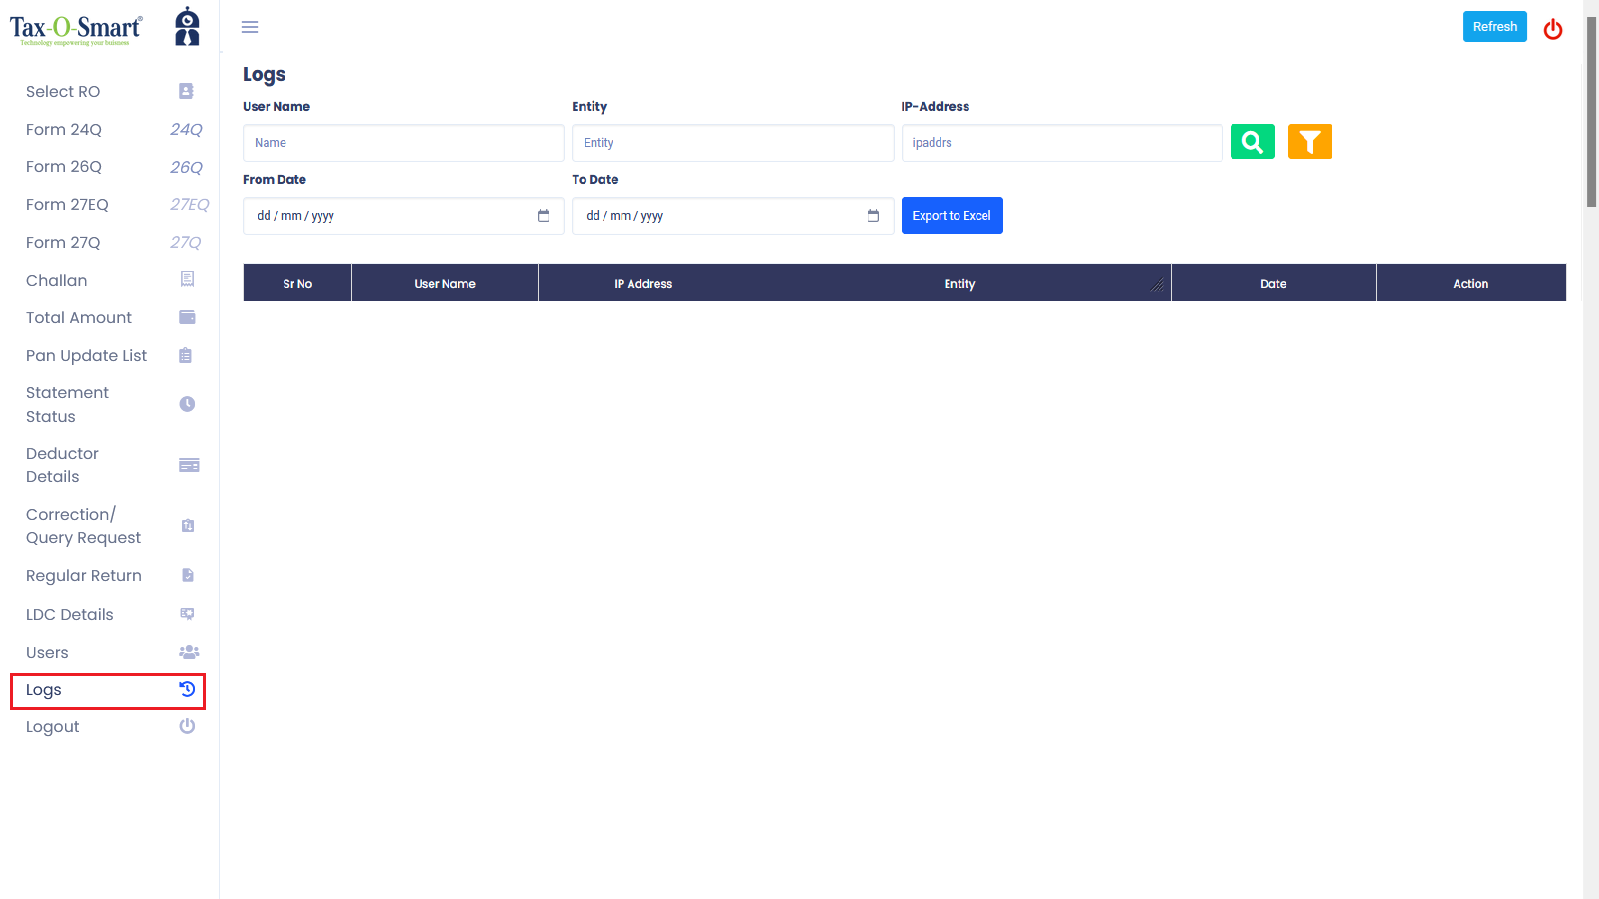 Tax-O-Smart®
Technology empowering your buisness
Refresh
Select RO
Form 24Q 24Q
Form 26Q 26Q
Form 27EQ 27EQ
Form 27Q 27Q
Challan
Total Amount
Pan Update List
Statement
Status
Deductor
Details
Correction/
Query Request
Regular Return
LDC Details
Users
Logs
Logout
Logs
User Name Entity IP-Address
Name Entity ipaddrs
From Date To Date
dd / mm / yyyy dd / mm / yyyy Export to Excel
Sr No User Name IP Address Entity Date Action